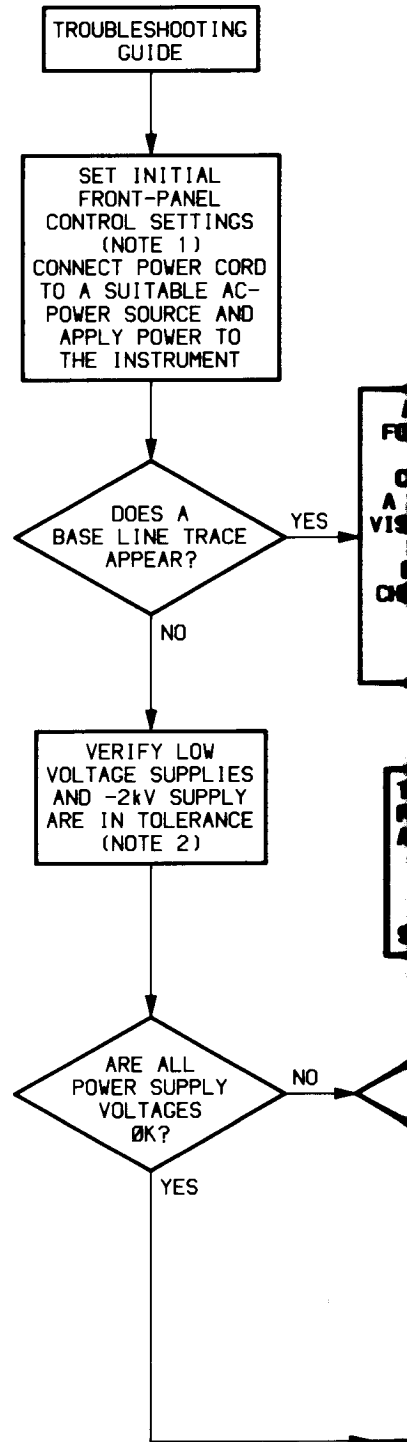 TROUBLESHOOTING
GUIDE
SET INITIAL
FRONT-PANEL
CONTROL SETTINGS
(NOTE 1)
CONNECT POWER CORD
TO A SUITABLE AC-
POWER SOURCE AND
APPLY POWER TO
THE INSTRUMENT
DOES A
BASE LINE TRACE
APPEAR?
YES
NO
VERIFY LOW
VOLTAGE SUPPLIES
AND -2kV SUPPLY
ARE IN TOLERANCE
(NOTE 2)
ARE ALL
POWER SUPPLY
VOLTAGES
ØK?
NO
YES